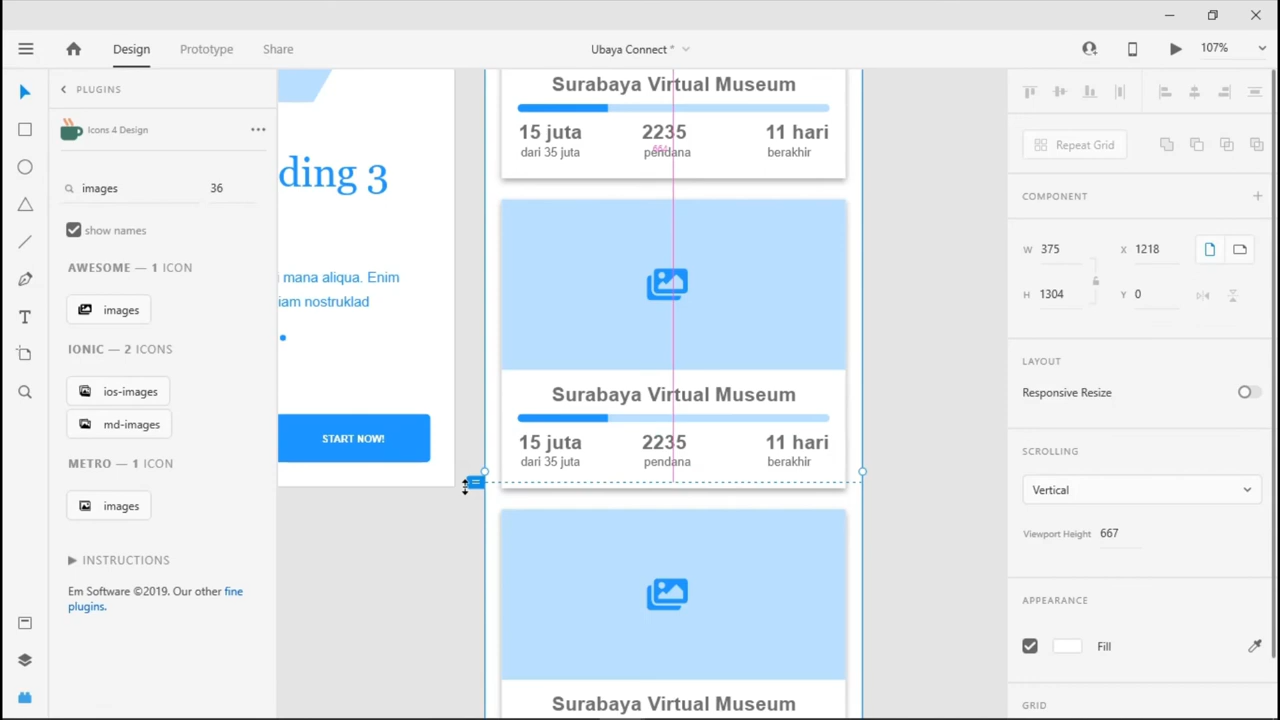 Design
Prototype
Share
Ubaya Connect *
107%
PLUGINS
Icons 4 Design
images
36
show names
AWESOME — 1 ICON
images
IONIC — 2 ICONS
ios-images
md-images
METRO — 1 ICON
images
INSTRUCTIONS
Em Software ©2019. Our other fine
plugins.
ding 3
mana aliqua. Enim
iam nostruklad
START NOW!
Surabaya Virtual Museum
15 juta
2235
11 hari
dari 35 juta
pendana
berakhir
Surabaya Virtual Museum
15 juta
2235
11 hari
dari 35 juta
pendana
berakhir
Surabaya Virtual Museum
Repeat Grid
COMPONENT
W 375
X 1218
H 1304
Y 0
LAYOUT
Responsive Resize
SCROLLING
Vertical
Viewport Height 667
APPEARANCE
Fill
GRID